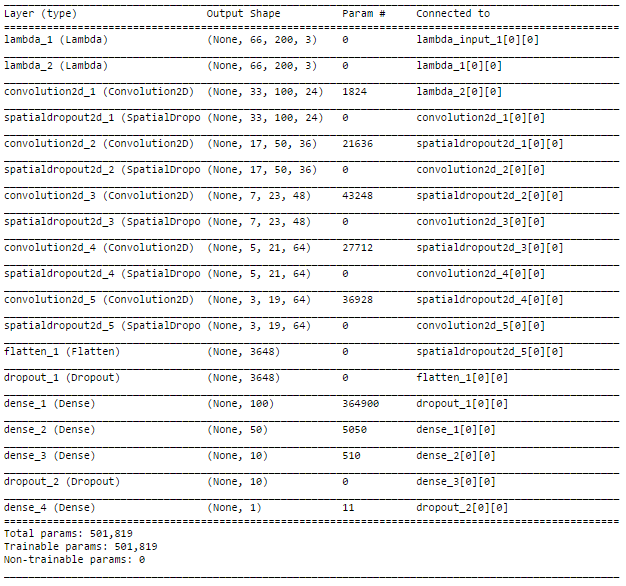 Layer (type) Output Shape Param # Connected to
lambda_1 (Lambda) (None, 66, 200, 3) 0 lambda_input_1[0][0]
lambda_2 (Lambda) (None, 66, 200, 3) 0 lambda_1[0][0]
convolution2d_1 (Convolution2D) (None, 33, 100, 24) 1824 lambda_2[0][0]
spatialdropout2d_1 (SpatialDropo (None, 33, 100, 24) 0 convolution2d_1[0][0]
convolution2d_2 (Convolution2D) (None, 17, 50, 36) 21636 spatialdropout2d_1[0][0]
spatialdropout2d_2 (SpatialDropo (None, 17, 50, 36) 0 convolution2d_2[0][0]
convolution2d_3 (Convolution2D) (None, 7, 23, 48) 43248 spatialdropout2d_2[0][0]
spatialdropout2d_3 (SpatialDropo (None, 7, 23, 48) 0 convolution2d_3[0][0]
convolution2d_4 (Convolution2D) (None, 5, 21, 64) 27712 spatialdropout2d_3[0][0]
spatialdropout2d_4 (SpatialDropo (None, 5, 21, 64) 0 convolution2d_4[0][0]
convolution2d_5 (Convolution2D) (None, 3, 19, 64) 36928 spatialdropout2d_4[0][0]
spatialdropout2d_5 (SpatialDropo (None, 3, 19, 64) 0 convolution2d_5[0][0]
flatten_1 (Flatten) (None, 3648) 0 spatialdropout2d_5[0][0]
dropout_1 (Dropout) (None, 3648) 0 flatten_1[0][0]
dense_1 (Dense) (None, 100) 364900 dropout_1[0][0]
dense_2 (Dense) (None, 50) 5050 dense_1[0][0]
dense_3 (Dense) (None, 10) 510 dense_2[0][0]
dropout_2 (Dropout) (None, 10) 0 dense_3[0][0]
dense_4 (Dense) (None, 1) 11 dropout_2[0][0]
Total params: 501,819
Trainable params: 501,819
Non-trainable params: 0